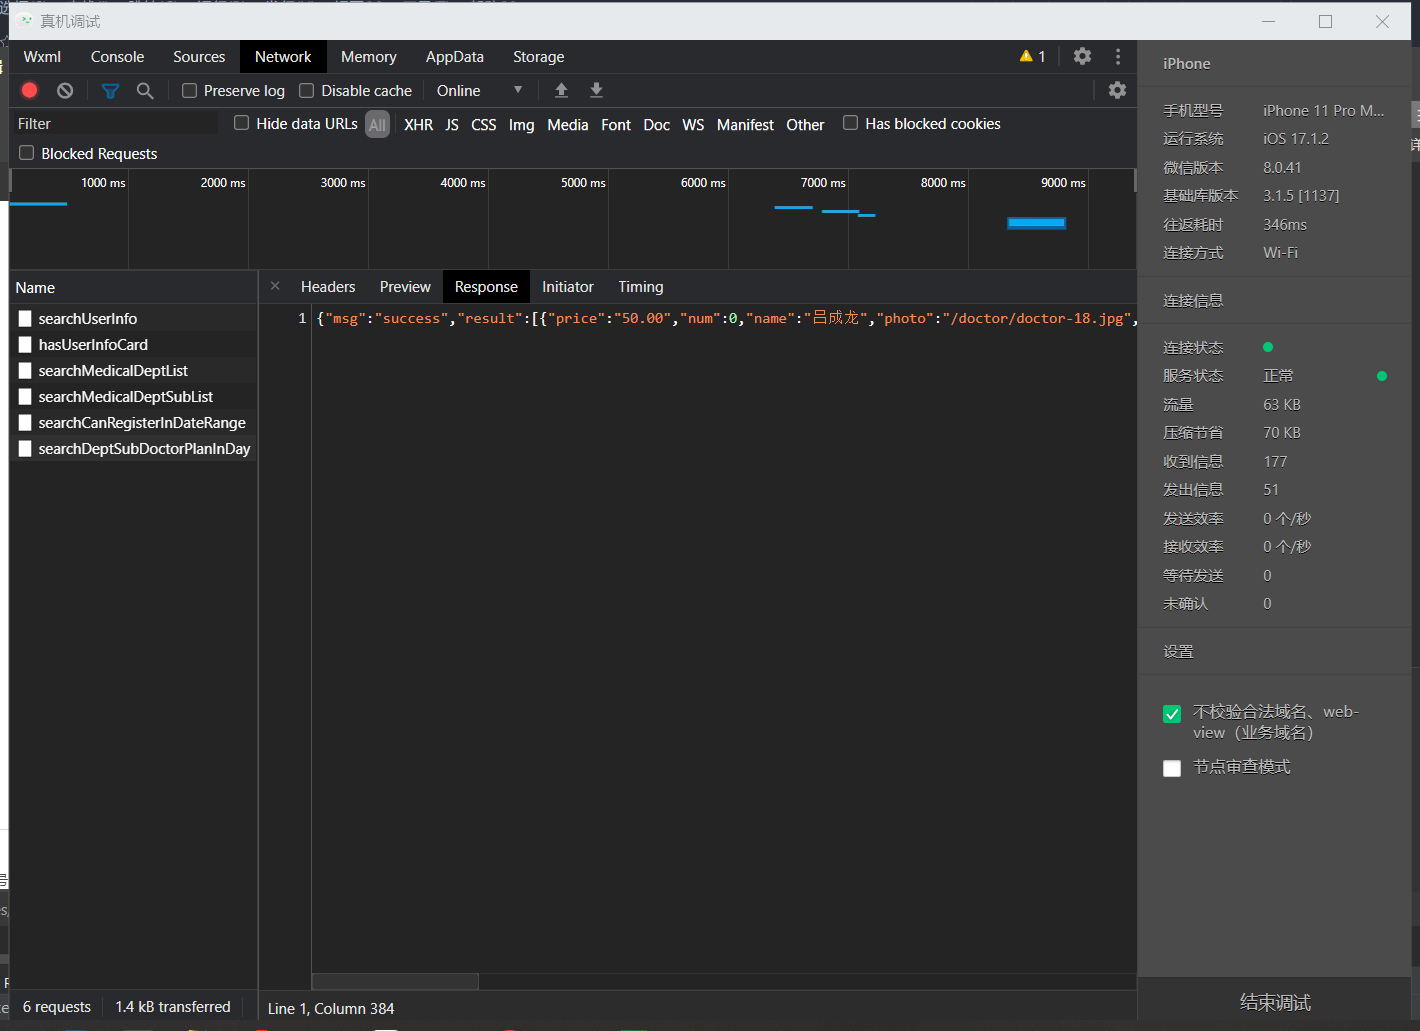 真机调试
Wxml Console Sources Network Memory AppData Storage 1
Preserve log Disable cache Online
Filter Hide data URLs All XHR JS CSS Img Media Font Doc WS Manifest Other Has blocked cookies
Blocked Requests
1000 ms 2000 ms 3000 ms 4000 ms 5000 ms 6000 ms 7000 ms 8000 ms 9000 ms
Name
searchUserInfo
hasUserInfoCard
searchMedicalDeptList
searchMedicalDeptSubList
searchCanRegisterInDateRange
searchDeptSubDoctorPlanInDay
6 requests 1.4 kB transferred
× Headers Preview Response Initiator Timing
1 {"msg":"success","result":[{"price":"50.00","num":0,"name":"吕成龙","photo":"/doctor/doctor-18.jpg",
Line 1, Column 384
iPhone
手机型号 iPhone 11 Pro M...
运行系统 iOS 17.1.2
微信版本 8.0.41
基础库版本 3.1.5 [1137]
往返耗时 346ms
连接方式 Wi-Fi
连接信息
连接状态
服务状态 正常
流量 63 KB
压缩节省 70 KB
收到信息 177
发出信息 51
发送效率 0 个/秒
接收效率 0 个/秒
等待发送 0
未确认 0
设置
不校验合法域名、web-
view（业务域名）
节点审查模式
结束调试